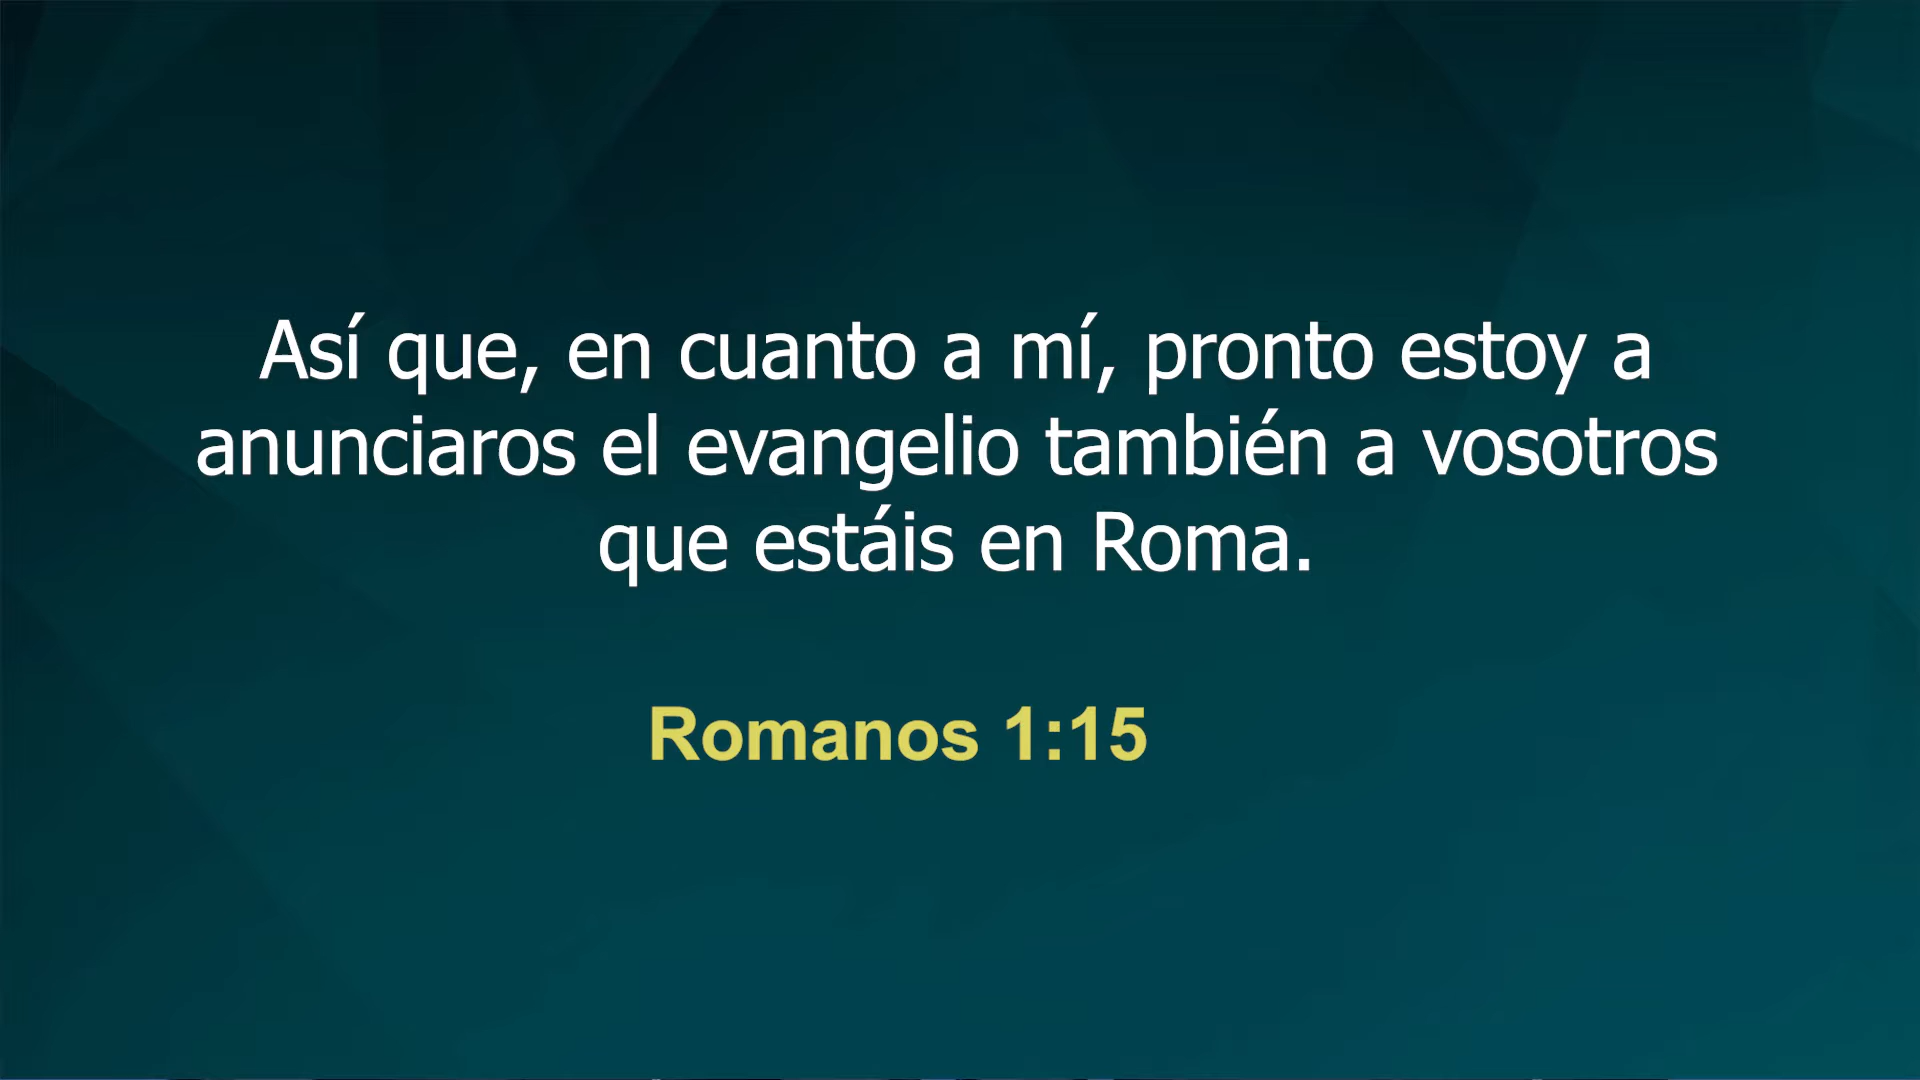 Así que, en cuanto a mí, pronto estoy a
anunciaros el evangelio también a vosotros
que estáis en Roma.
Romanos 1:15